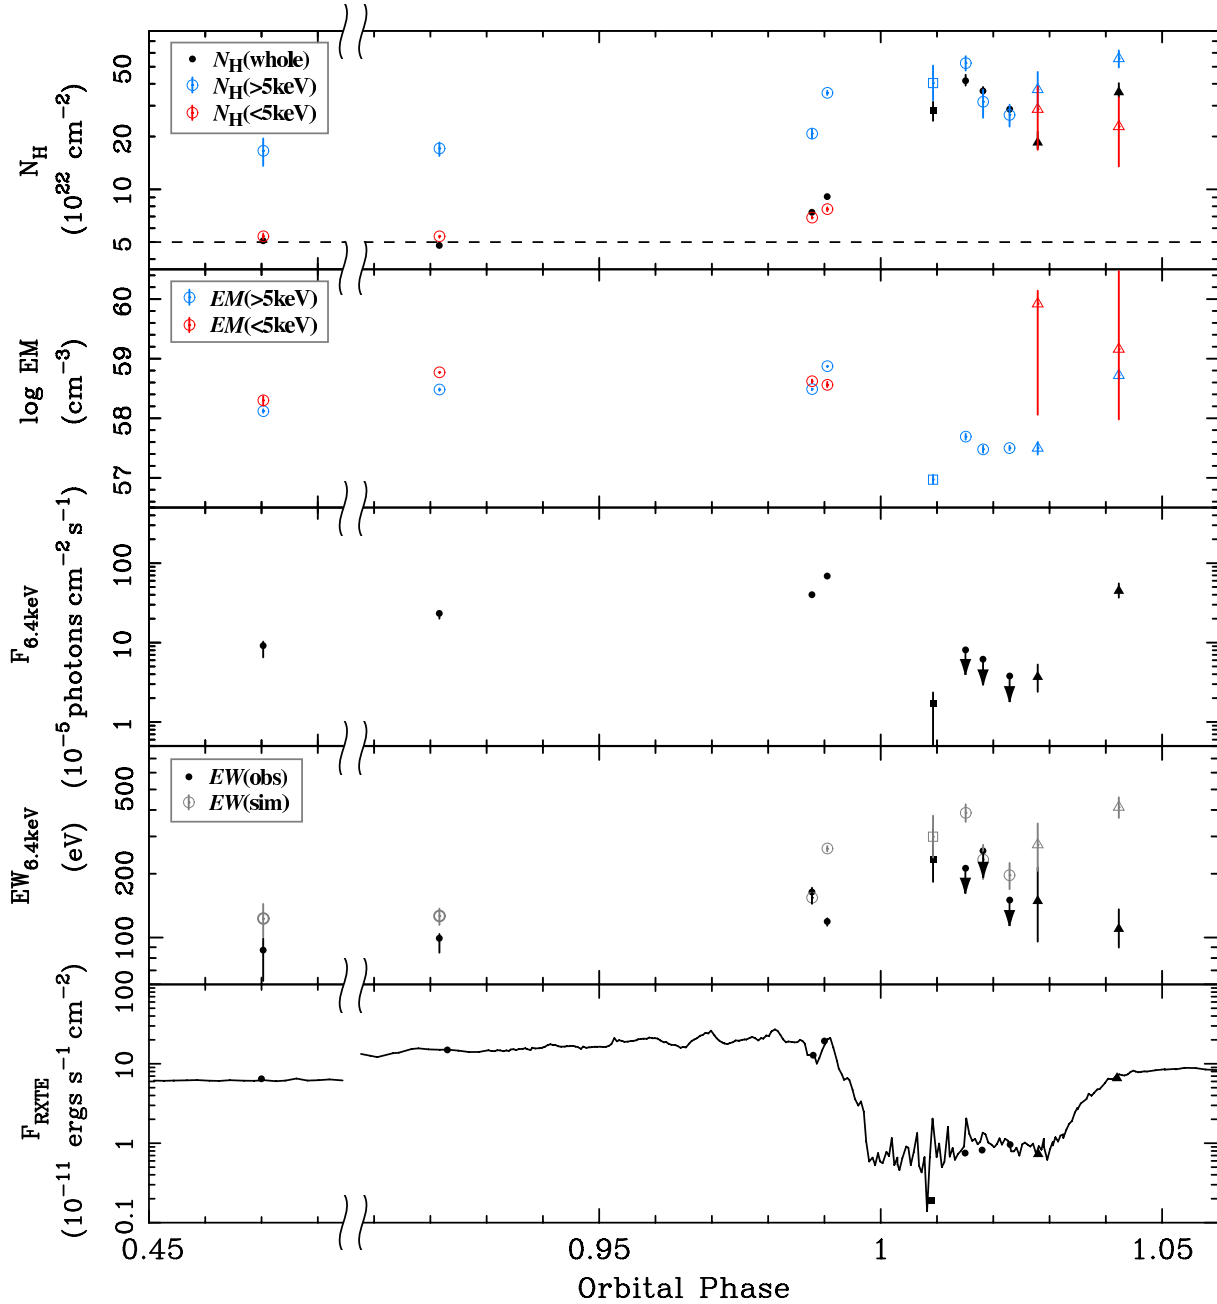 N_H(whole)
N_H(>5keV)
N_H(<5keV)
N_H
(10^22 cm^−2)
50
20
10
5
EM(>5keV)
EM(<5keV)
log EM
(cm^−3)
60
59
58
57
F_6.4keV
(10^−5 photons cm^−2 s^−1)
100
10
1
EW(obs)
EW(sim)
EW_6.4keV
(eV)
500
200
100
F_RXTE
(10^−11 ergs s^−1 cm^−2)
100
10
1
0.1
0.45 0.95 1 1.05
Orbital Phase